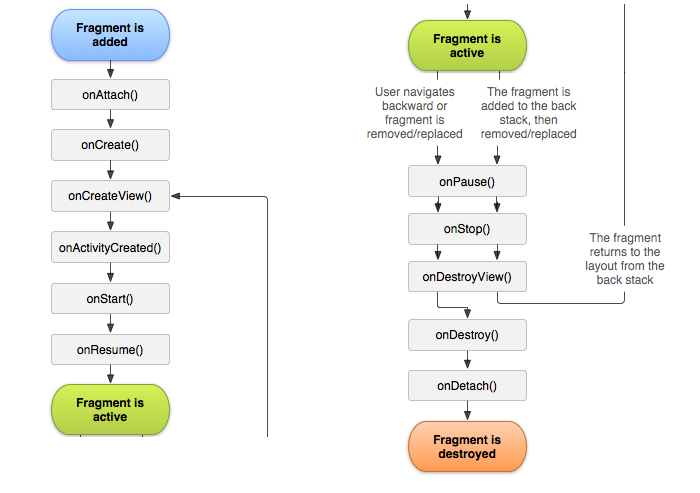 Fragment is
added
onAttach()
onCreate()
onCreateView()
onActivityCreated()
onStart()
onResume()
Fragment is
active
Fragment is
active
User navigates
backward or
fragment is
removed/replaced
The fragment is
added to the back
stack, then
removed/replaced
onPause()
onStop()
onDestroyView()
The fragment
returns to the
layout from the
back stack
onDestroy()
onDetach()
Fragment is
destroyed